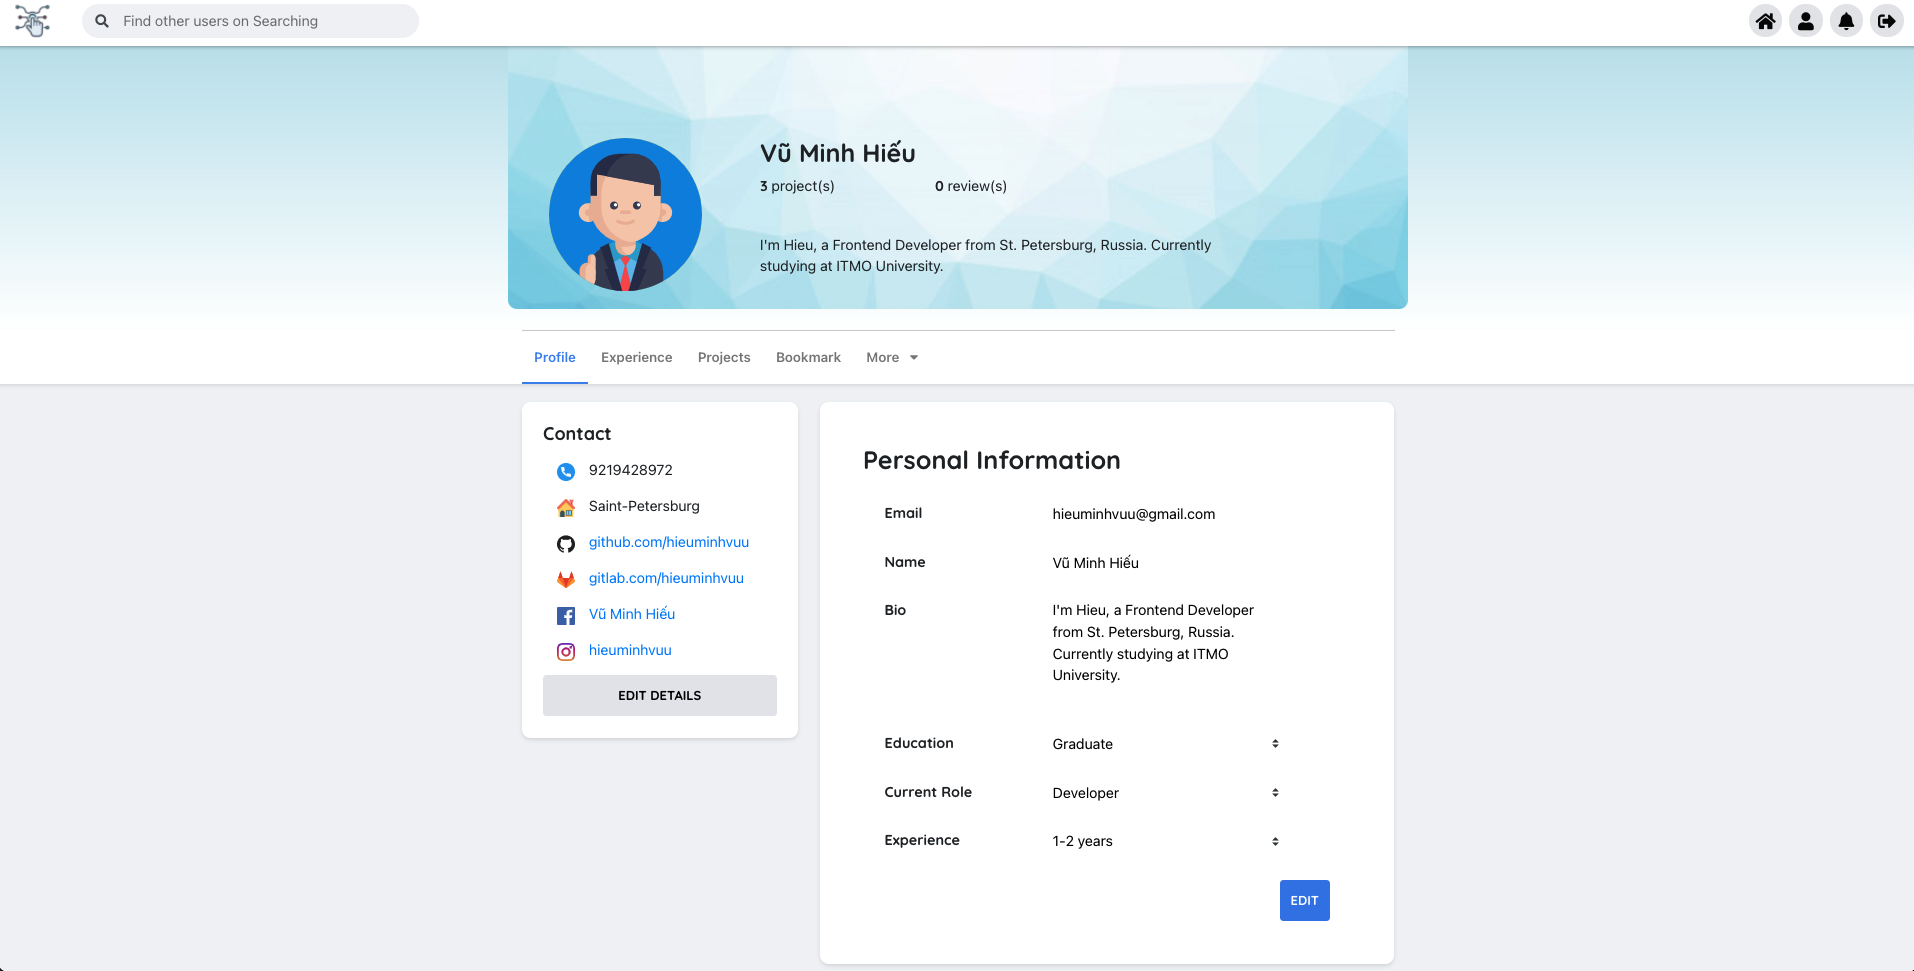 Find other users on Searching
Vũ Minh Hiếu
3 project(s) 0 review(s)
I'm Hieu, a Frontend Developer from St. Petersburg, Russia. Currently
studying at ITMO University.
Profile Experience Projects Bookmark More
Contact
9219428972
Saint-Petersburg
github.com/hieuminhvuu
gitlab.com/hieuminhvuu
Vũ Minh Hiếu
hieuminhvuu
EDIT DETAILS
Personal Information
Email hieuminhvuu@gmail.com
Name Vũ Minh Hiếu
Bio I'm Hieu, a Frontend Developer
from St. Petersburg, Russia.
Currently studying at ITMO
University.
Education Graduate
Current Role Developer
Experience 1-2 years
EDIT